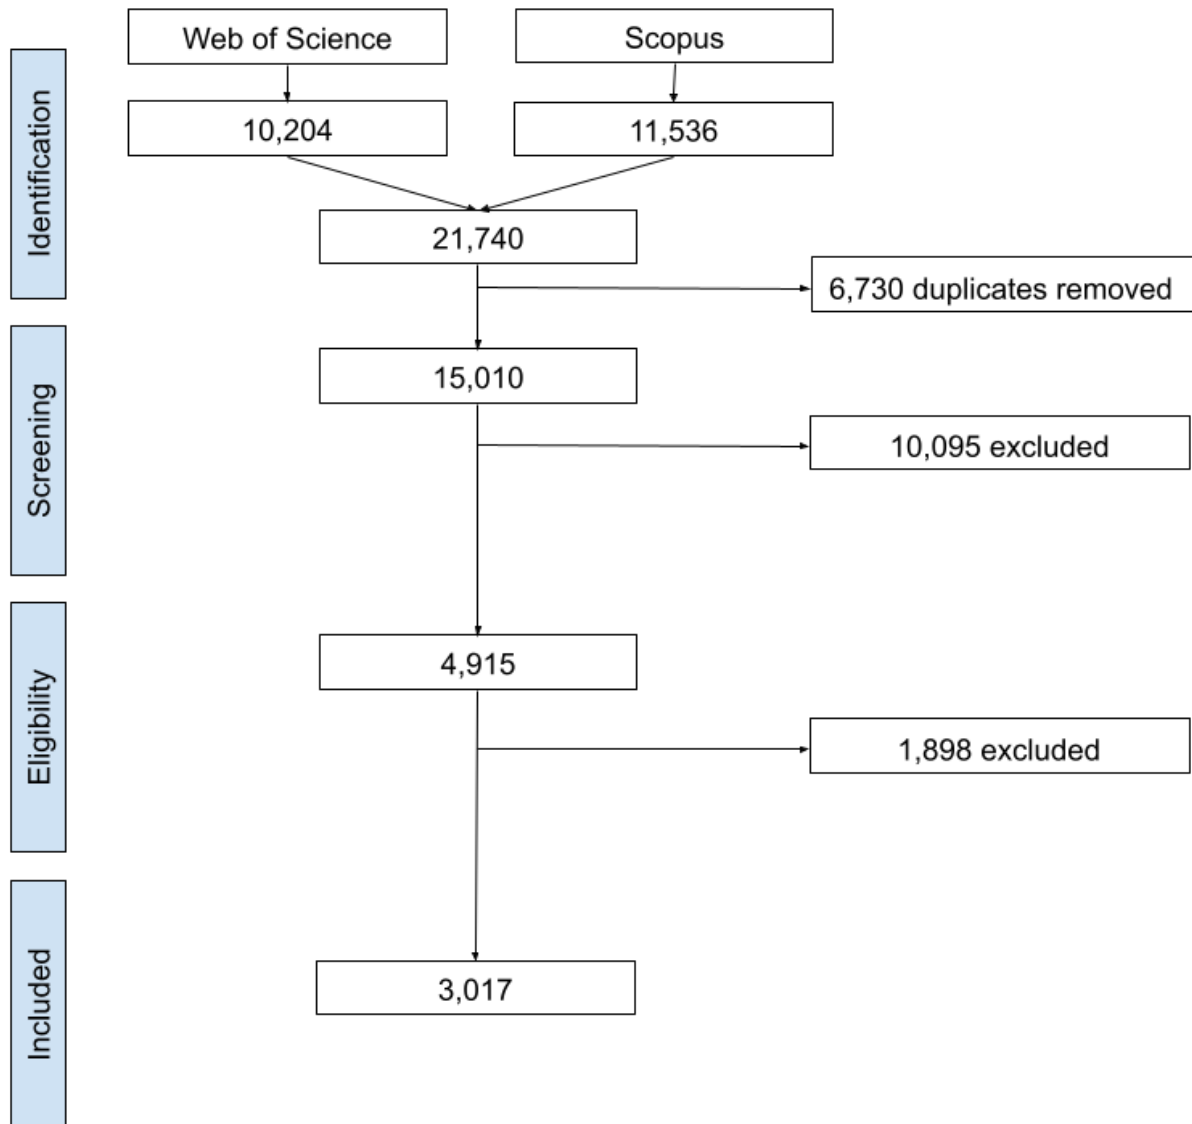 Web of Science
Scopus
10,204
11,536
Identification
21,740
6,730 duplicates removed
Screening
15,010
10,095 excluded
Eligibility
4,915
1,898 excluded
Included
3,017